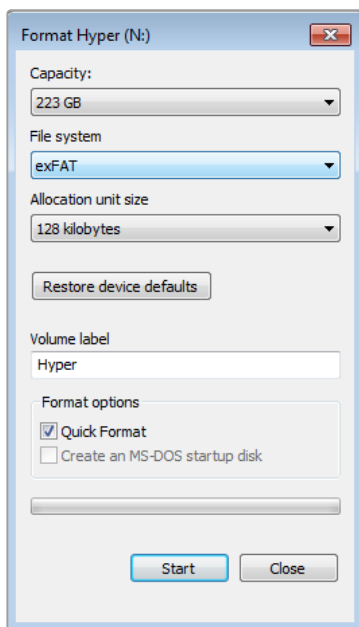 Format Hyper (N:)
Capacity:
223 GB
File system
exFAT
Allocation unit size
128 kilobytes
Restore device defaults
Volume label
Hyper
Format options
Quick Format
Create an MS-DOS startup disk
Start Close